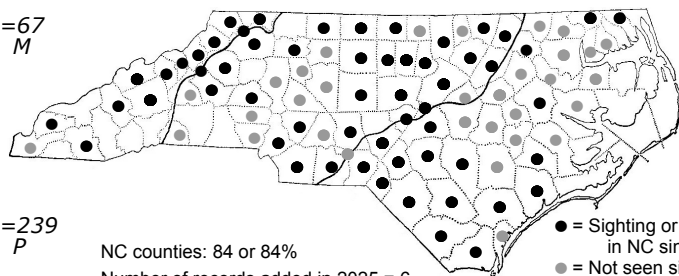 =67
M
=239
P
NC counties: 84 or 84%
= Sighting or
in NC sin
= Not seen si